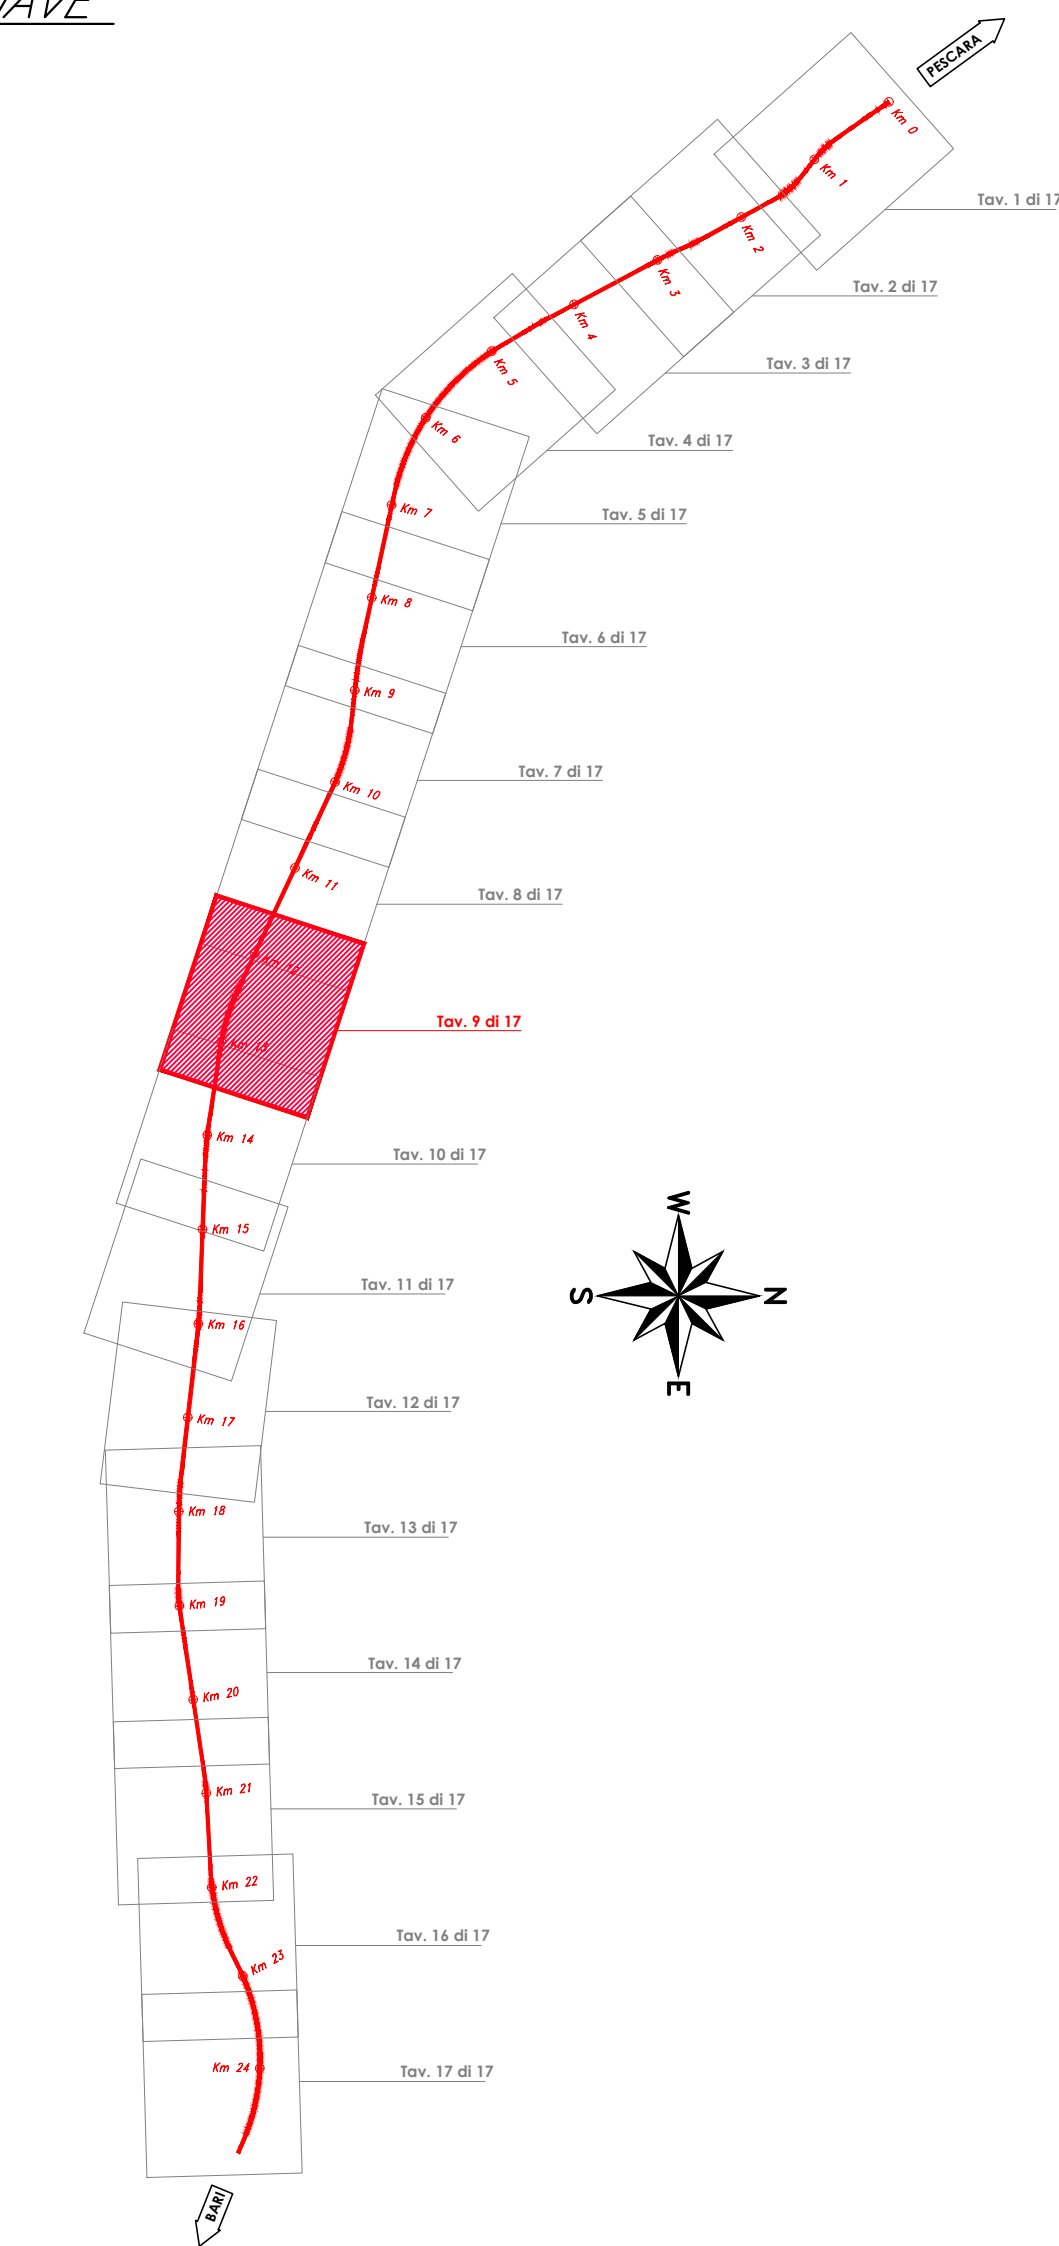 PESCARA
Km 0
Km 1
Tav. 1 di 17
Km 2
Km 3
Tav. 2 di 17
Km 4
Tav. 3 di 17
Km 5
Km 6
Tav. 4 di 17
Km 7
Tav. 5 di 17
Km 8
Tav. 6 di 17
Km 9
Tav. 7 di 17
Km 10
Km 11
Tav. 8 di 17
Km 12
Tav. 9 di 17
Km 13
Km 14
Tav. 10 di 17
W
Km 15
Tav. 11 di 17
S
N
Km 16
E
Tav. 12 di 17
Km 17
Km 18
Tav. 13 di 17
Km 19
Tav. 14 di 17
Km 20
Km 21
Tav. 15 di 17
Km 22
Tav. 16 di 17
Km 23
Km 24
Tav. 17 di 17
BARI